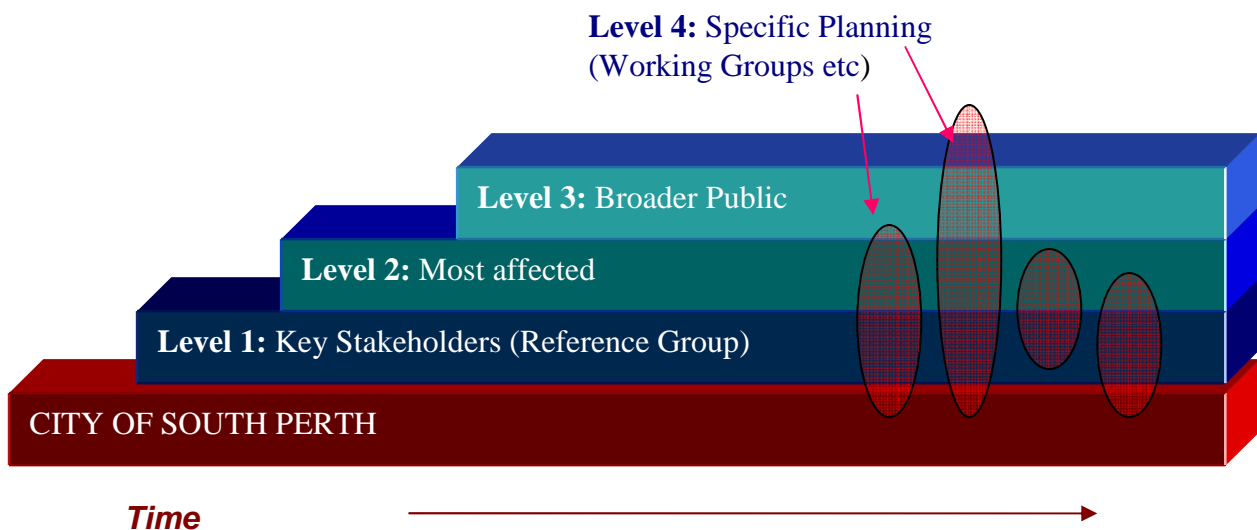 Level 4: Specific Planning
(Working Groups etc)
Level 3: Broader Public
Level 2: Most affected
Level 1: Key Stakeholders (Reference Group)
CITY OF SOUTH PERTH
Time